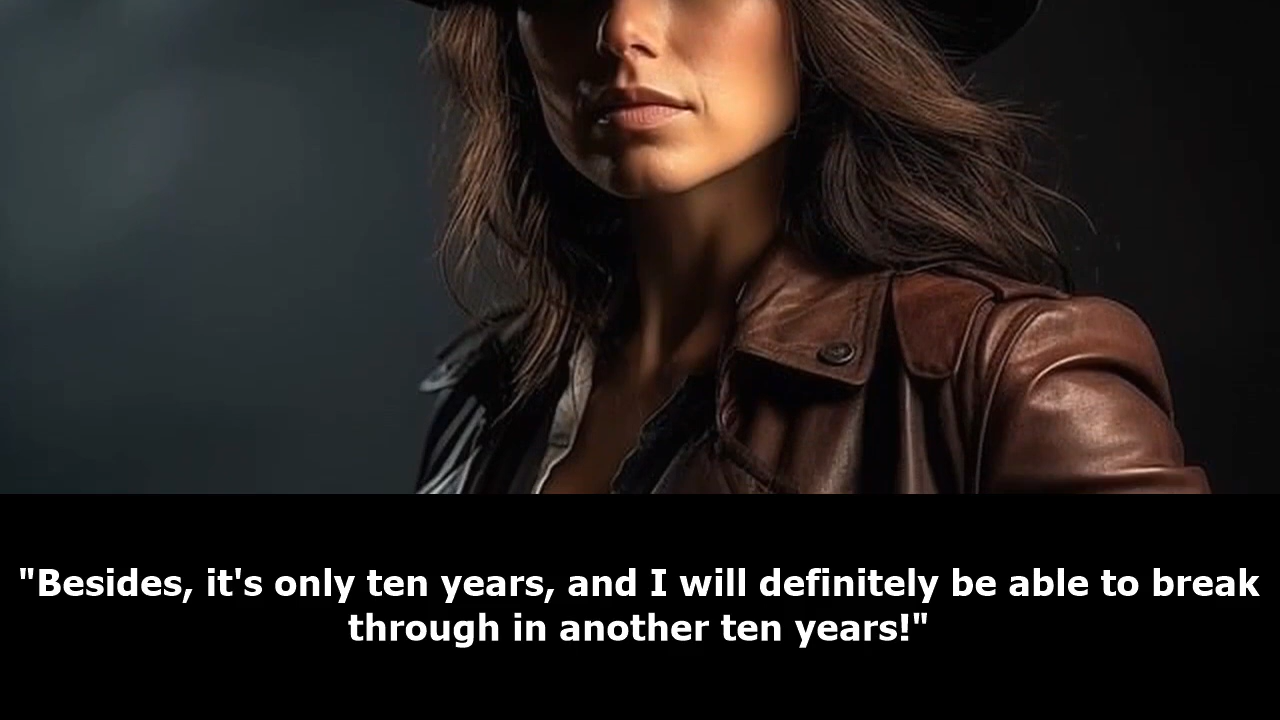 "Besides, it's only ten years, and I will definitely be able to break
through in another ten years!"